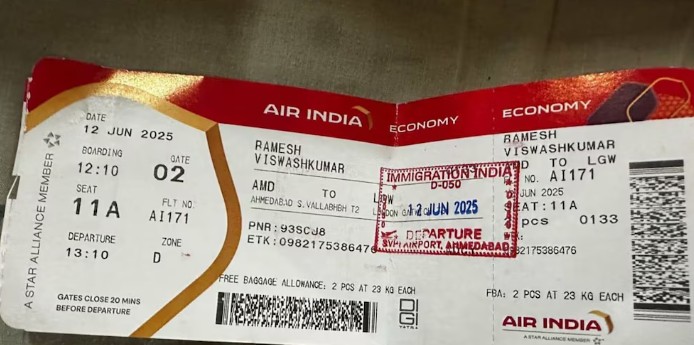 A STAR ALLIANCE MEMBER
DATE
12 JUN 2025
BOARDING
12:10
GATE
02
SEAT
11A
FLT NO.
AI171
DEPARTURE
13:10
ZONE
D
GATES CLOSE 20 MINS
BEFORE DEPARTURE
AIR INDIA
ECONOMY
RAMESH
VISWASHKUMAR
AMD TO LGW
AHMEDABAD S.VALLABHBH T2
PNR:93SCJ8
ETK:0982175386476
FREE BAGGAGE ALLOWANCE: 2 PCS AT 23 KG EACH
DIGI
YATRA
IMMIGRATION INDIA
D-050
12 JUN 2025
DEPARTURE
SVPI AIRPORT, AHMEDABAD
ECONOMY
RAMESH
VISWASHKUMAR
TO LGW
NO. AI171
JUN 2025
SEAT:11A
pcs 0133
82175386476
FBA: 2 PCS AT 23 KG EACH
AIR INDIA
A STAR ALLIANCE MEMBER